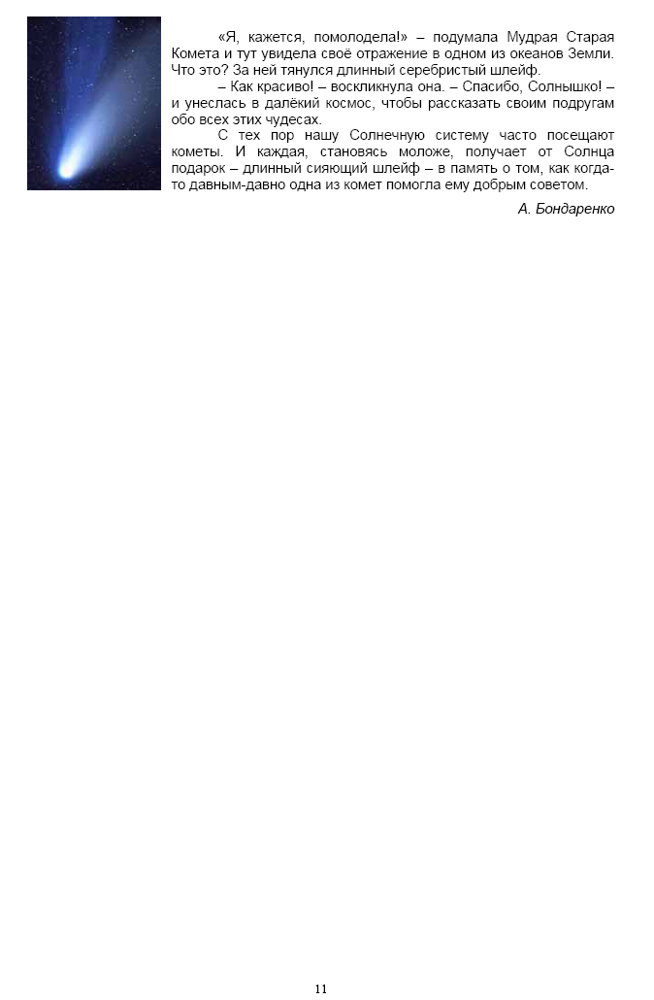 «Я, кажется, помолодела!» – подумала Мудрая Старая
Комета и тут увидела своё отражение в одном из океанов Земли.
Что это? За ней тянулся длинный серебристый шлейф.
– Как красиво! – воскликнула она. – Спасибо, Солнышко! –
и унеслась в далёкий космос, чтобы рассказать своим подругам
обо всех этих чудесах.
С тех пор нашу Солнечную систему часто посещают
кометы. И каждая, становясь моложе, получает от Солнца
подарок – длинный сияющий шлейф – в память о том, как когда-
то давным-давно одна из комет помогла ему добрым советом.
А. Бондаренко
11